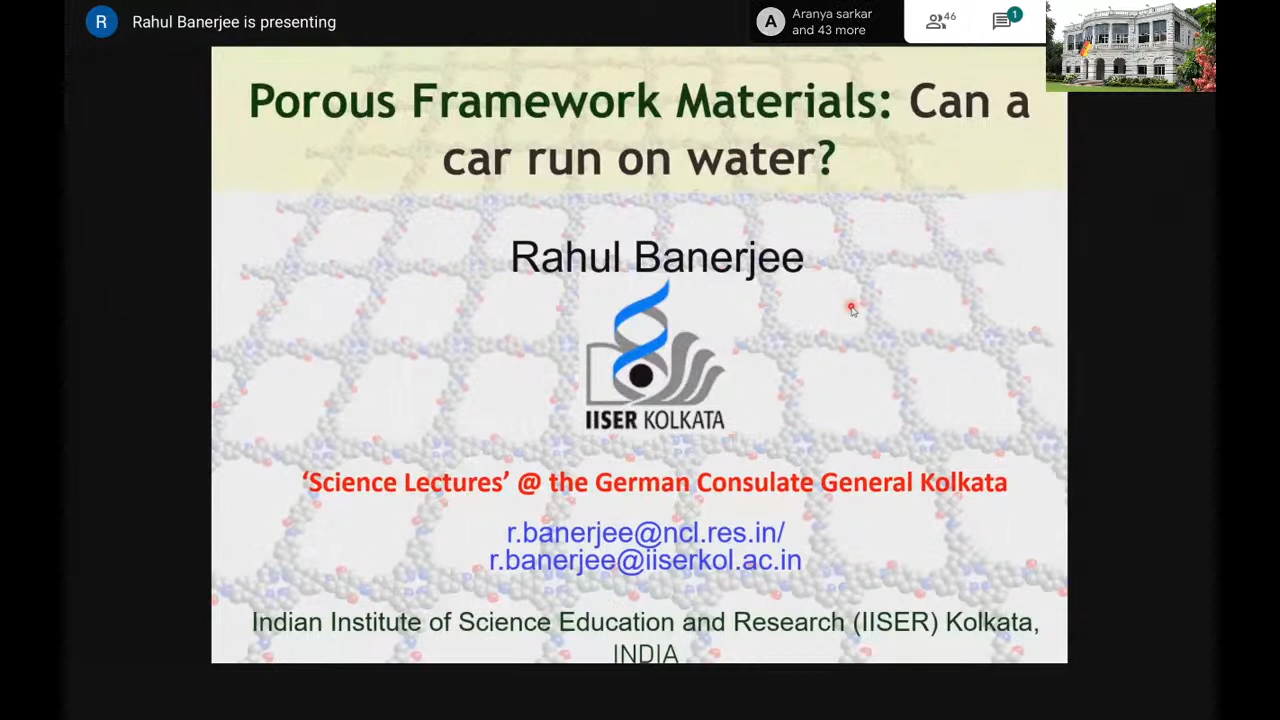 R
Rahul Banerjee is presenting
A
Aranya sarkar
and 43 more
46
1
Porous Framework Materials: Can a
car run on water?
Rahul Banerjee
IISER KOLKATA
‘Science Lectures’ @ the German Consulate General Kolkata
r.banerjee@ncl.res.in/
r.banerjee@iiserkol.ac.in
Indian Institute of Science Education and Research (IISER) Kolkata,
INDIA